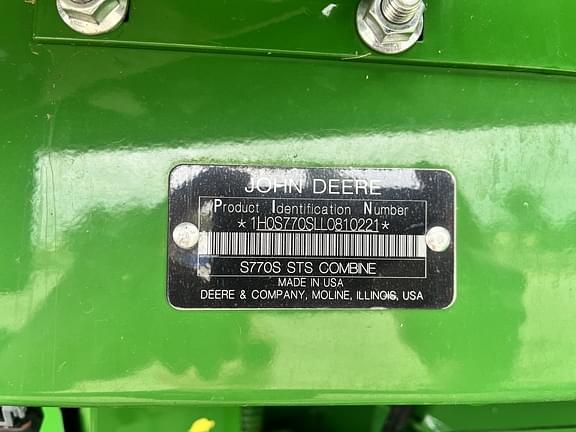 JOHN DEERE
Product Identification Number
*1H0S770SLL0810221*
S770S STS COMBINE
MADE IN USA
DEERE & COMPANY, MOLINE, ILLINOIS, USA